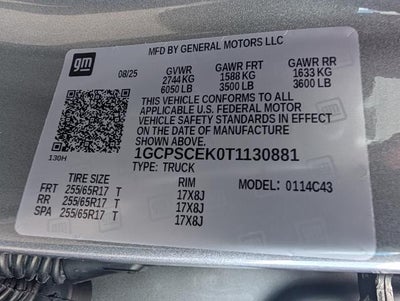 gm
MFD BY GENERAL MOTORS LLC
08/25 GVWR GAWR FRT GAWR RR
2744 KG 1588 KG 1633 KG
6050 LB 3500 LB 3600 LB
THIS VEHICLE CONFORMS TO ALL
APPLICABLE U.S. FEDERAL MOTOR
VEHICLE SAFETY STANDARDS IN EFFECT
ON THE DATE OF MANUFACTURE
SHOWN ABOVE.
130H
1GCPSCEK0T1130881
TYPE: TRUCK
TIRE SIZE RIM MODEL: 0114C43
FRT 255/65R17 T 17X8J
RR 255/65R17 T 17X8J
SPA 255/65R17 T 17X8J